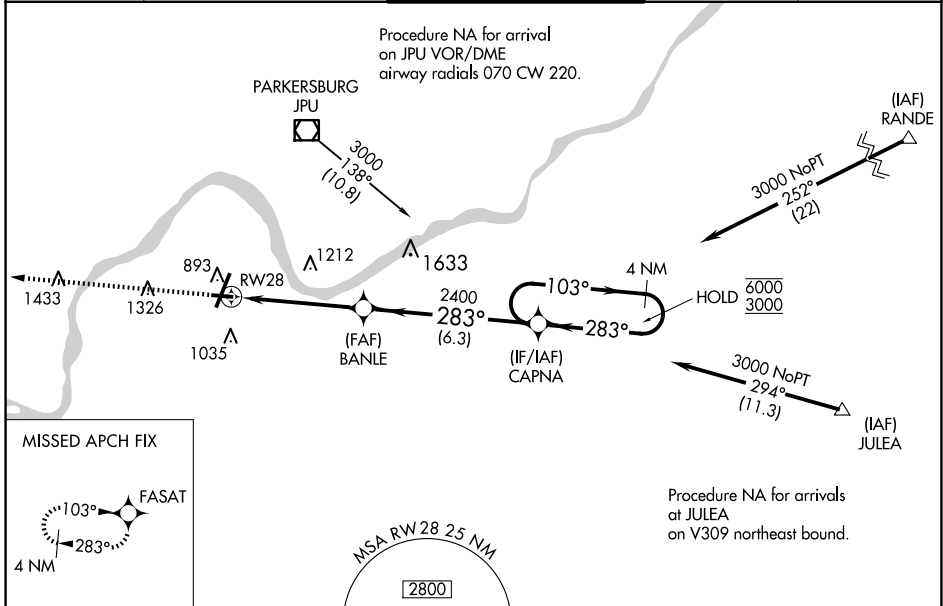 Procedure NA for arrival
on JPU VOR/DME
airway radials 070 CW 220.
PARKERSBURG
JPU
3000
138°
(10.8)
(IAF)
RANDE
3000 NoPT
252°
(22)
1212
1633
893
RW28
1433
1326
1035
(FAF)
BANLE
2400
283°
(6.3)
(IF/IAF)
CAPNA
103°
4 NM
283°
HOLD
6000
3000
3000 NoPT
294°
(11.3)
(IAF)
JULEA
MISSED APCH FIX
FASAT
103°
283°
4 NM
Procedure NA for arrivals
at JULEA
on V309 northeast bound.
MSA RW28 25 NM
2800